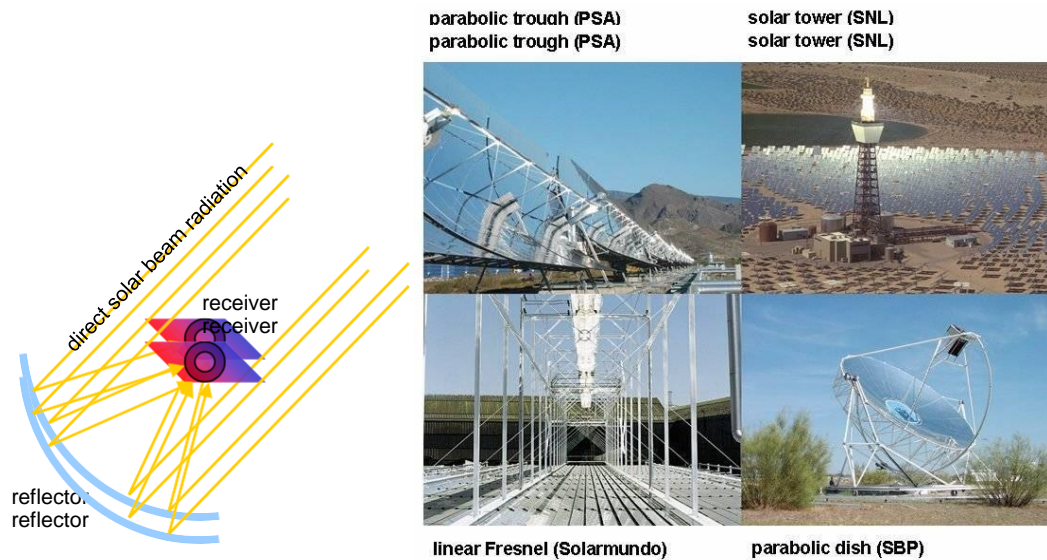 parabolic trough (PSA)
parabolic trough (PSA)
solar tower (SNL)
solar tower (SNL)
direct solar beam radiation
receiver
receiver
reflector
reflector
linear Fresnel (Solarmundo)
parabolic dish (SBP)